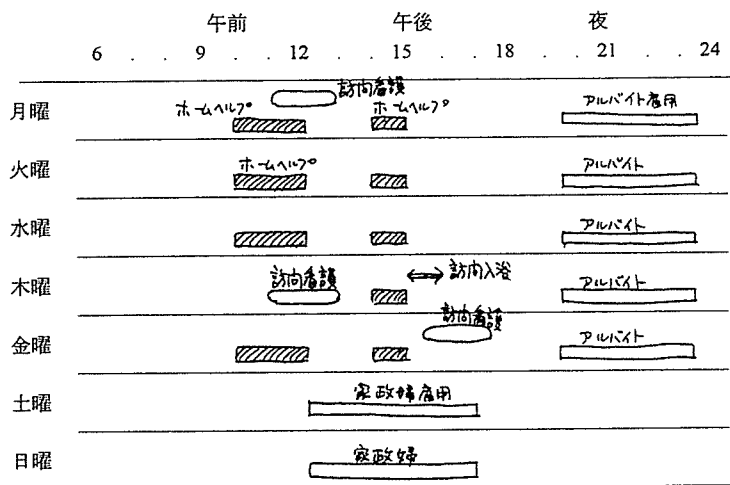 午前 午後 夜
6 . . 9 . . 12 . . 15 . . 18 . . 21 . . 24
訪問看護
月曜 ホームヘルプ ホームヘルプ アルバイト雇用
火曜 ホームヘルプ アルバイト
水曜 アルバイト
木曜 訪問看護 訪問入浴 アルバイト
訪問看護
金曜 アルバイト
土曜 家政婦雇用
日曜 家政婦